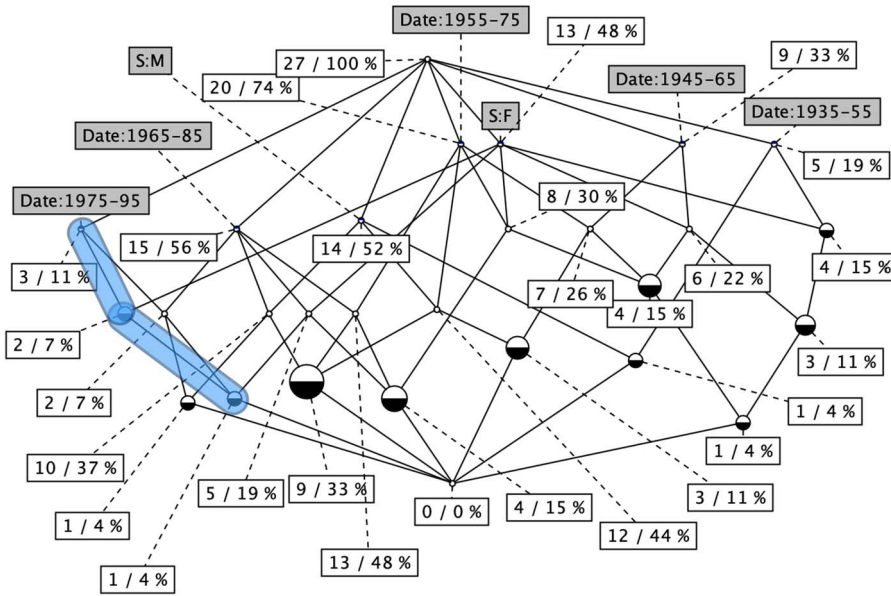 Date:1955-75
13 / 48 %
S:M
27 / 100 %
9 / 33 %
20 / 74 %
Date:1945-65
S:F
Date:1935-55
Date:1965-85
5 / 19 %
8 / 30 %
Date:1975-95
15 / 56 %
14 / 52 %
3 / 11 %
6 / 22 %
4 / 15 %
7 / 26 %
4 / 15 %
2 / 7 %
3 / 11 %
2 / 7 %
1 / 4 %
1 / 4 %
10 / 37 %
5 / 19 %
9 / 33 %
3 / 11 %
0 / 0 %
4 / 15 %
1 / 4 %
12 / 44 %
13 / 48 %
1 / 4 %